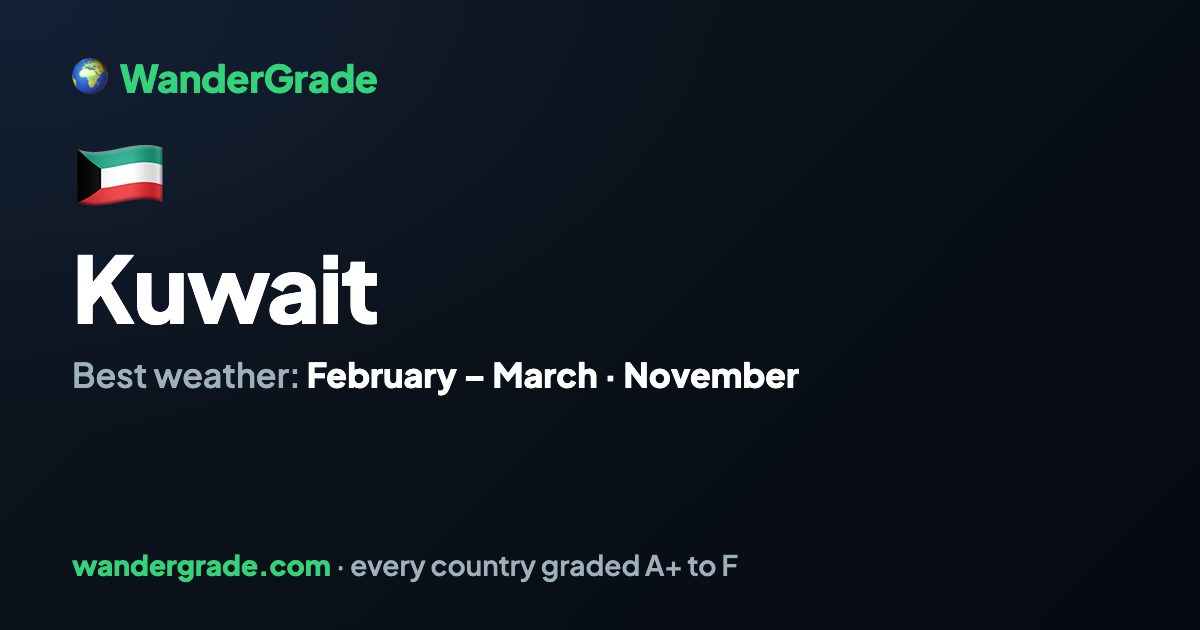 WanderGrade
Kuwait
Best weather: February – March · November
wandergrade.com · every country graded A+ to F